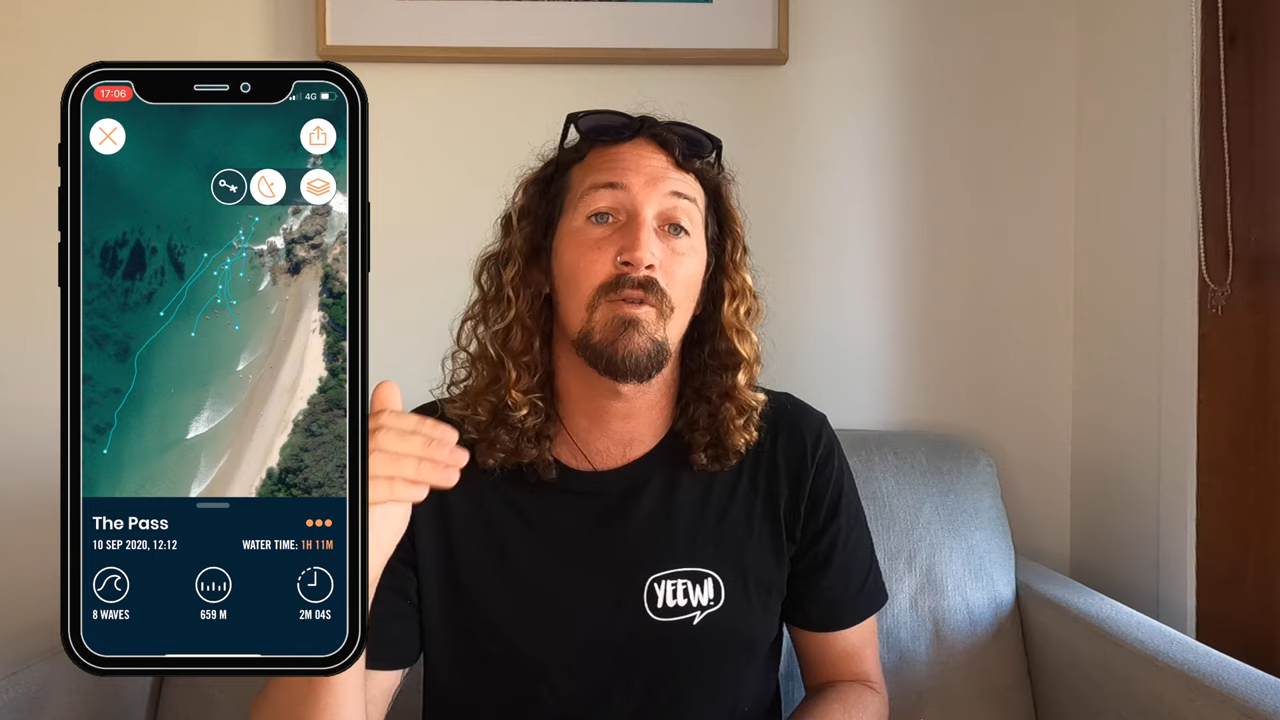 17:06
4G
The Pass
10 SEP 2020, 12:12
WATER TIME: 1H 11M
8 WAVES
659 M
2M 04S
YEEW!